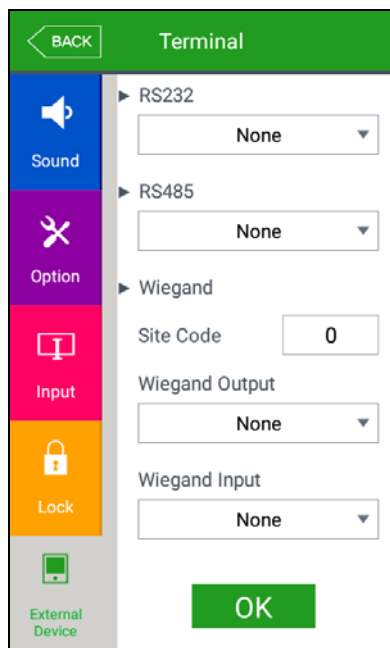 BACK
Terminal
Sound
Option
Input
Lock
External
Device
RS232
None
RS485
None
Wiegand
Site Code
0
Wiegand Output
None
Wiegand Input
None
OK